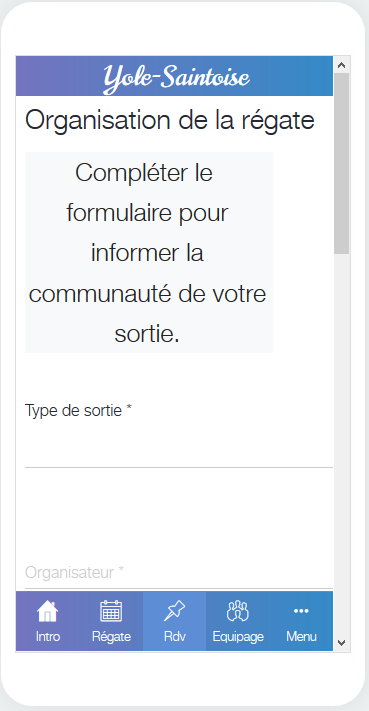 Yole-Saintoise
Organisation de la régate
Compléter le
formulaire pour
informer la
communauté de votre
sortie.
Type de sortie *
Organisateur *
Intro Régate Rdv Equipage Menu